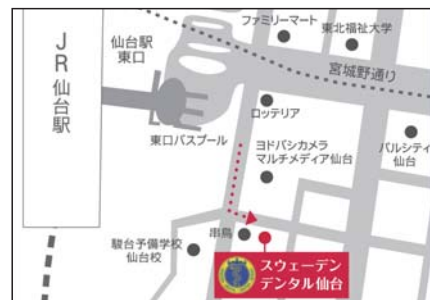 ファミリーマート
東北福祉大学
JR仙台駅
仙台駅
東口
宮城野通り
ロッテリア
東口バスプール
ヨドバシカメラ
マルチメディア仙台
パルシティ
仙台
串鳥
駿台予備学校
仙台校
スウェーデン
デンタル仙台